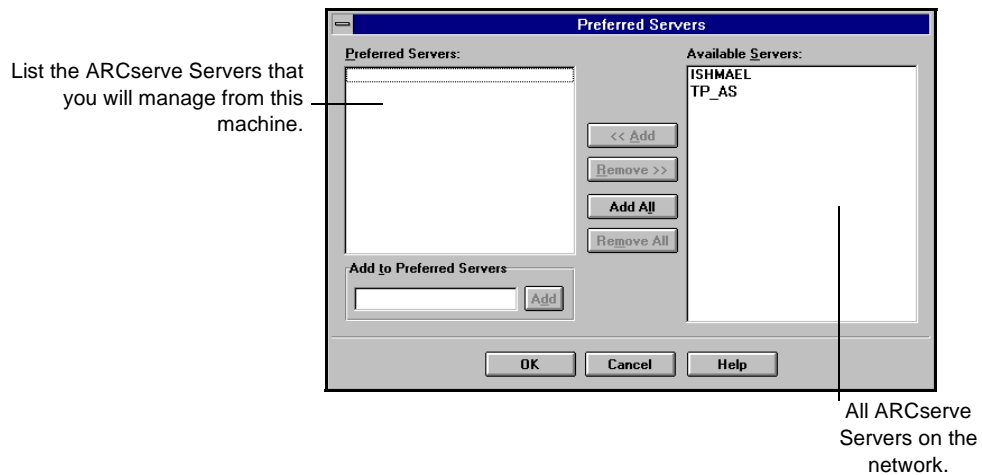 Preferred Servers
Preferred Servers:
Available Servers:
List the ARCserve Servers that
you will manage from this
machine.
ISHMAEL
TP_AS
<< Add
Remove >>
Add All
Remove All
Add to Preferred Servers
Add
OK
Cancel
Help
All ARCserve
Servers on the
network.